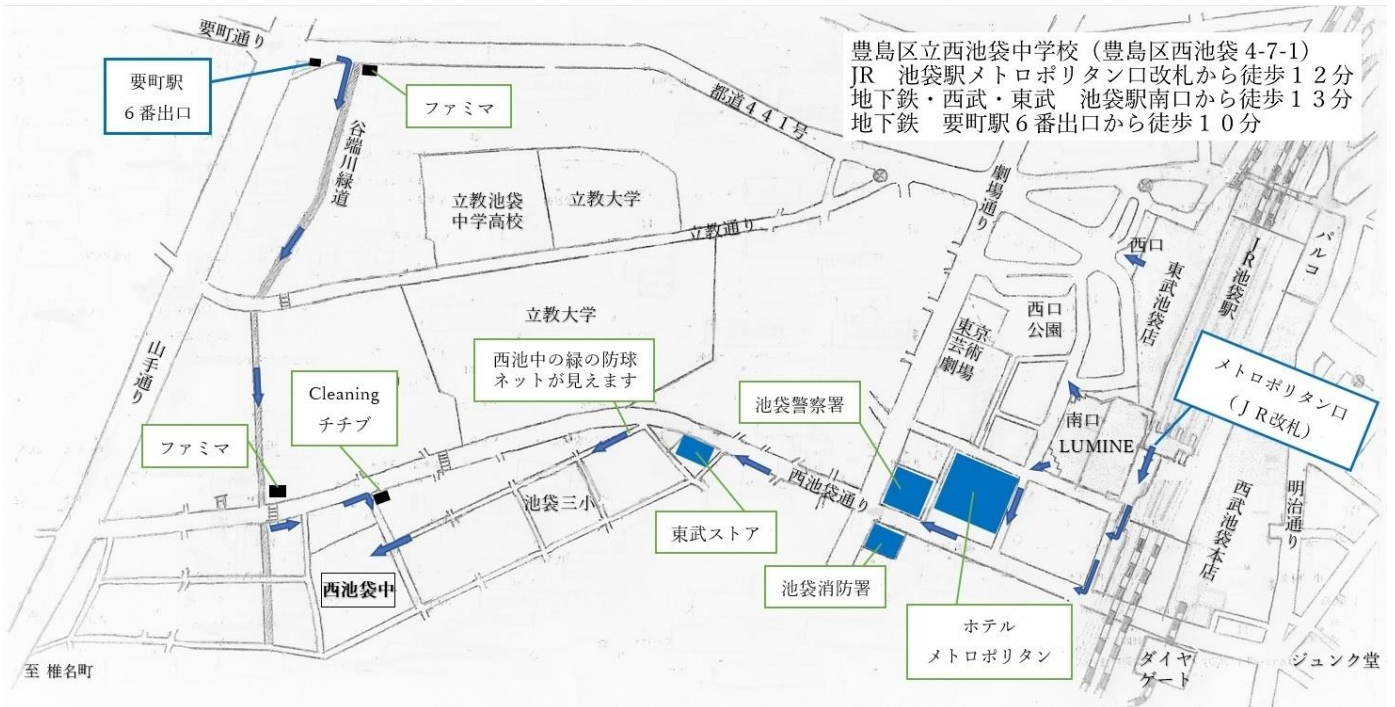 豊島区立西池袋中学校（豊島区西池袋 4-7-1）
JR　池袋駅メトロポリタン口改札から徒歩１２分
地下鉄・西武・東武　池袋駅南口から徒歩１３分
地下鉄　要町駅６番出口から徒歩１０分
要町通り
要町駅
６番出口
ファミマ
谷端川緑道
都道４４１号
立教池袋
中学高校
立教大学
立教通り
劇場通り
西口
東武池袋店
JR池袋駅
パルコ
西口
公園
東京
芸術
劇場
立教大学
山手通り
西池中の緑の防球
ネットが見えます
Cleaning
チチブ
ファミマ
池袋警察署
南口
LUMINE
メトロポリタン口
（ＪＲ改札）
西池袋通り
池袋三小
東武ストア
西武池袋本店
明治通り
西池袋中
池袋消防署
ホテル
メトロポリタン
ダイヤ
ゲート
ジュンク堂
至 椎名町